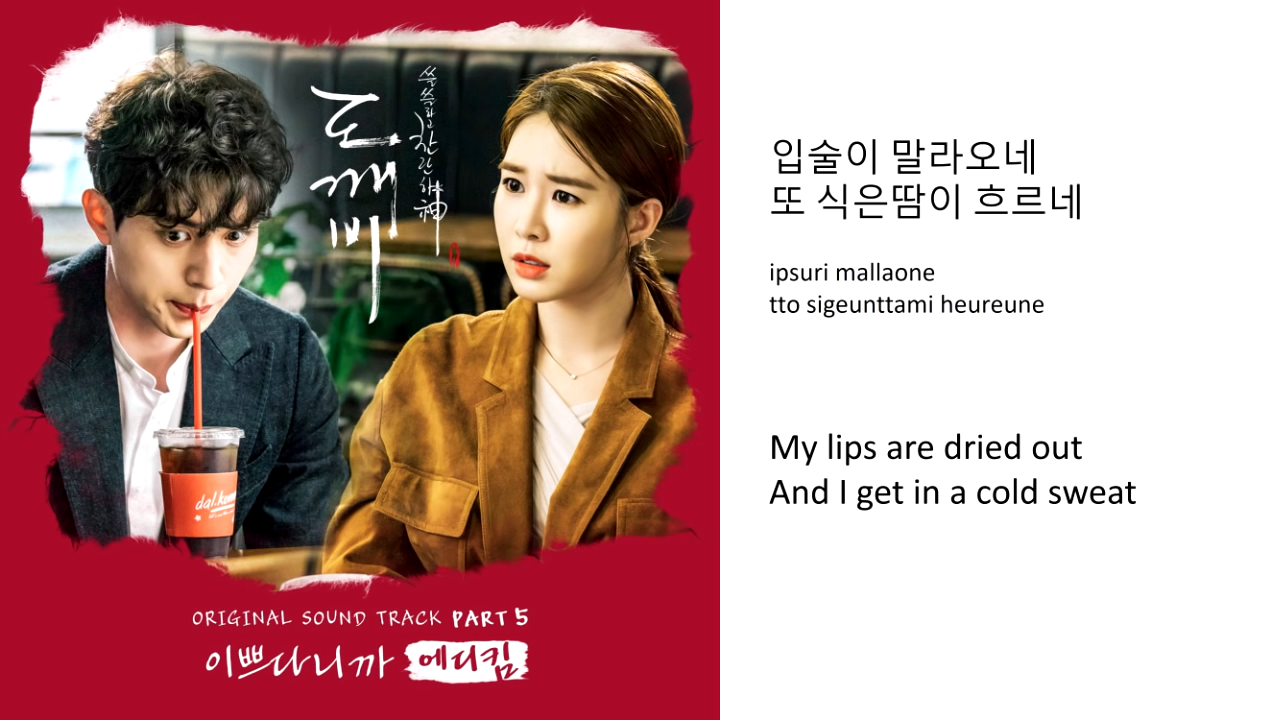 도깨비
쓸쓸하고 찬란하神
dal.komm
ORIGINAL SOUND TRACK PART 5
이쁘다니까 에디킴
입술이 말라오네
또 식은땀이 흐르네
ipsuri mallaone
tto sigeunttami heureune
My lips are dried out
And I get in a cold sweat